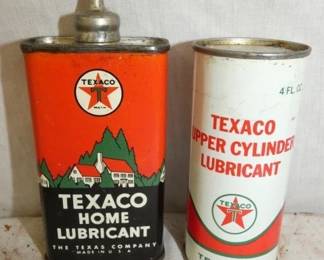 TEXACO
T
TEXACO
HOME
LUBRICANT
THE TEXAS COMPANY
MADE IN U.S.A.
4 FL. OZ
TEXACO
UPPER CYLINDER
LUBRICANT
TEXACO
T